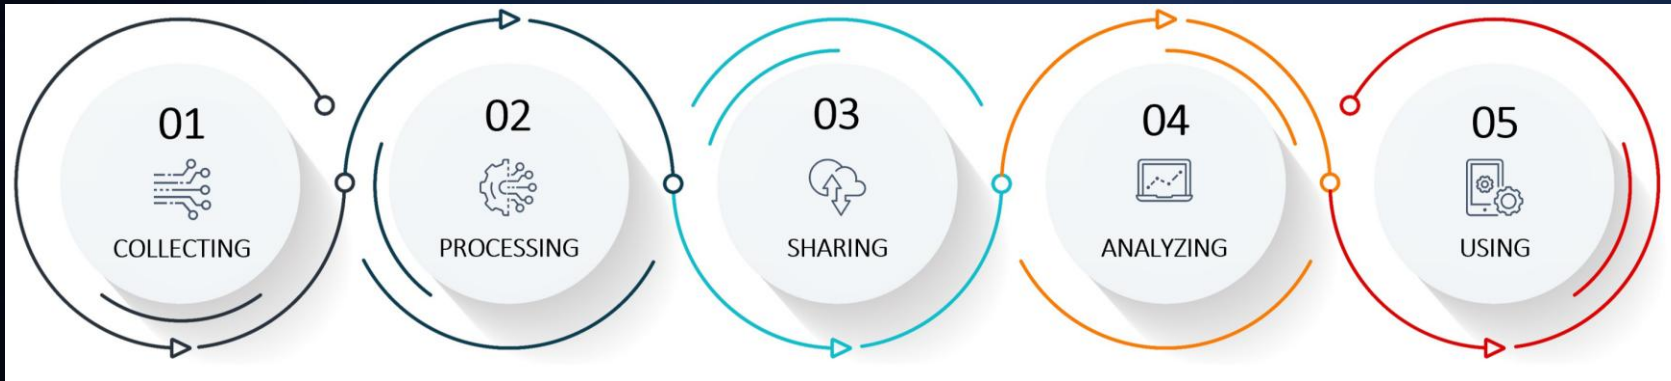 01
COLLECTING
02
PROCESSING
03
SHARING
04
ANALYZING
05
USING